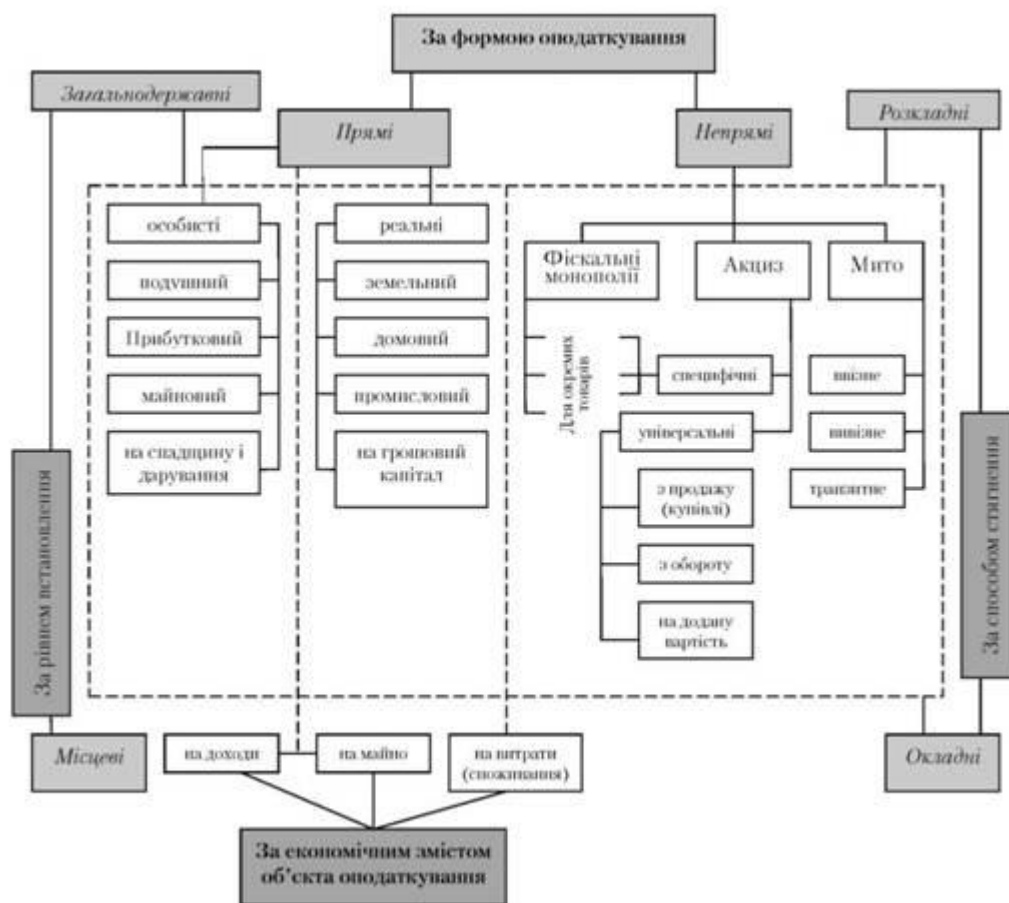 За формою оподаткування
Загальнодержавні
Прямі
Непрямі
Розкладні
особисті
подушний
Прибутковий
майновий
на спадщину і
дарування
реальні
земельний
домовий
промисловий
на грошовий
капітал
Фіскальні
монополії
Акциз
Мито
Для окремих
товарів
специфічні
універсальні
з продажу
(купівлі)
з обороту
на додану
вартість
ввізне
вивізне
транзитне
За рівнем встановлення
За способом стягнення
Місцеві
на доходи
на майно
на витрати
(споживання)
Окладні
За економічним змістом
об’єкта оподаткування